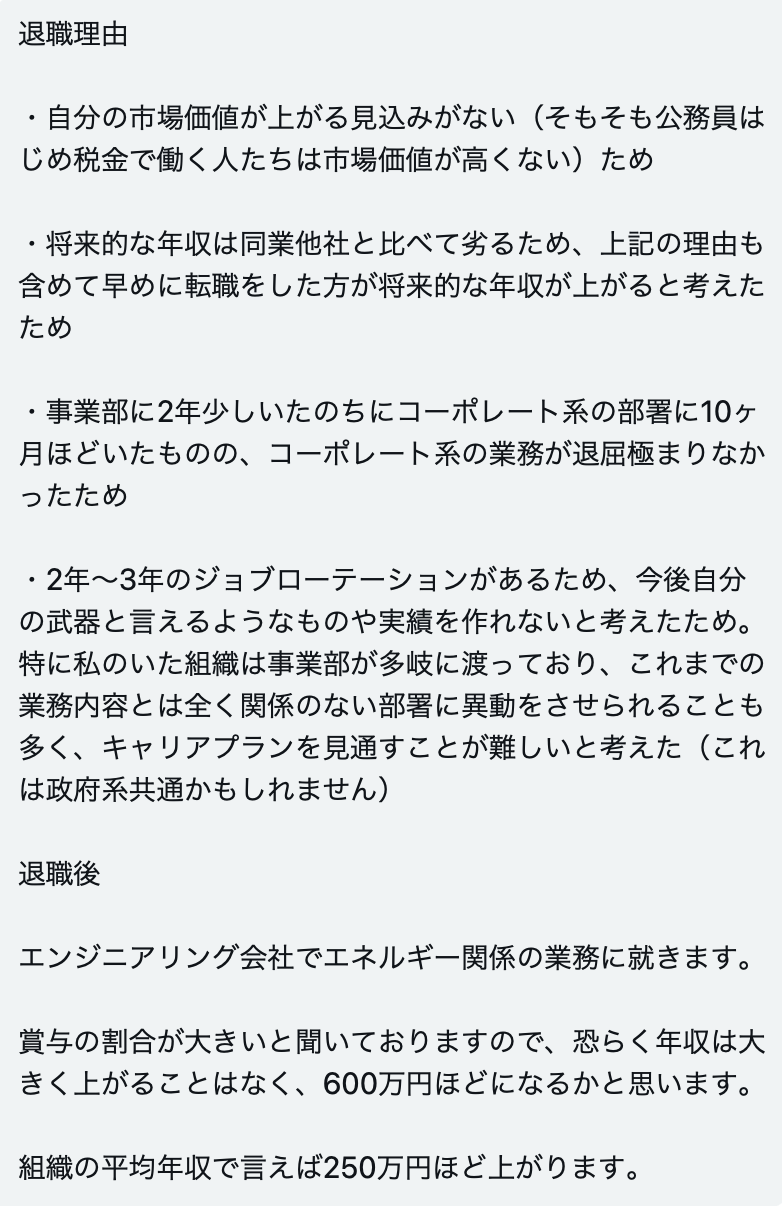 退職理由
・自分の市場価値が上がる見込みがない（そもそも公務員は
じめ税金で働く人たちは市場価値が高くない）ため
・将来的な年収は同業他社と比べて劣るため、上記の理由も
含めて早めに転職をした方が将来的な年収が上がると考えた
ため
・事業部に2年少しいたのちにコーポレート系の部署に10ヶ
月ほどいたものの、コーポレート系の業務が退屈極まりなか
ったため
・2年〜3年のジョブローテーションがあるため、今後自分
の武器と言えるようなものや実績を作れないと考えたため。
特に私のいた組織は事業部が多岐に渡っており、これまでの
業務内容とは全く関係のない部署に異動をさせられることも
多く、キャリアプランを見通すことが難しいと考えた（これ
は政府系共通かもしれません）
退職後
エンジニアリング会社でエネルギー関係の業務に就きます。
賞与の割合が大きいと聞いておりますので、恐らく年収は大
きく上がることはなく、600万円ほどになるかと思います。
組織の平均年収で言えば250万円ほど上がります。